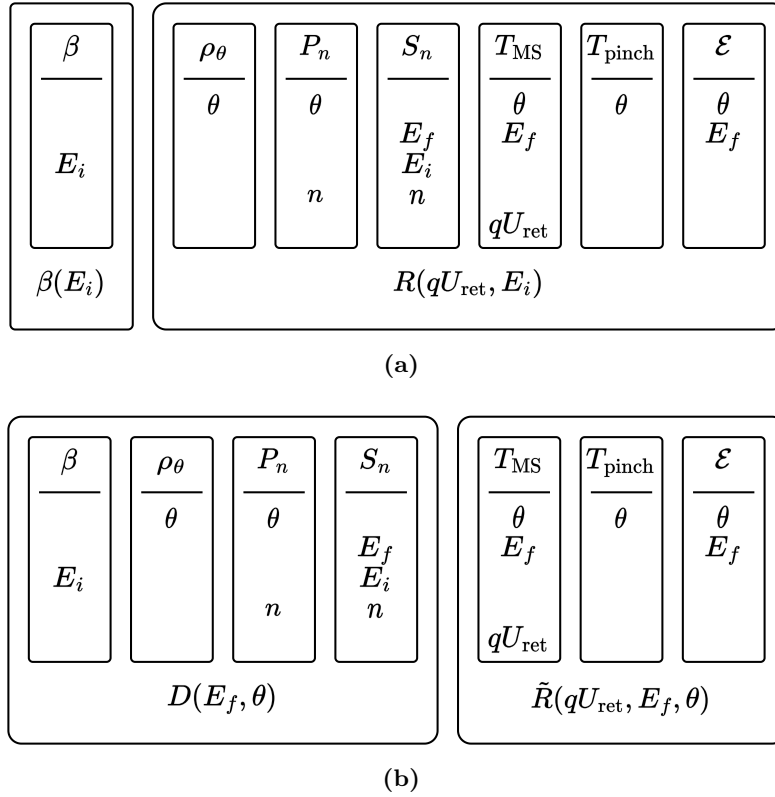 β ρ_θ P_n S_n T_MS T_pinch ℰ
θ θ θ θ θ
E_f E_f E_f
E_i E_i
n n
qU_ret
β(E_i) R(qU_ret, E_i)
(a)
β ρ_θ P_n S_n T_MS T_pinch ℰ
θ θ θ θ θ
E_f E_f E_f
E_i E_i
n n
qU_ret
D(E_f, θ) R̃(qU_ret, E_f, θ)
(b)